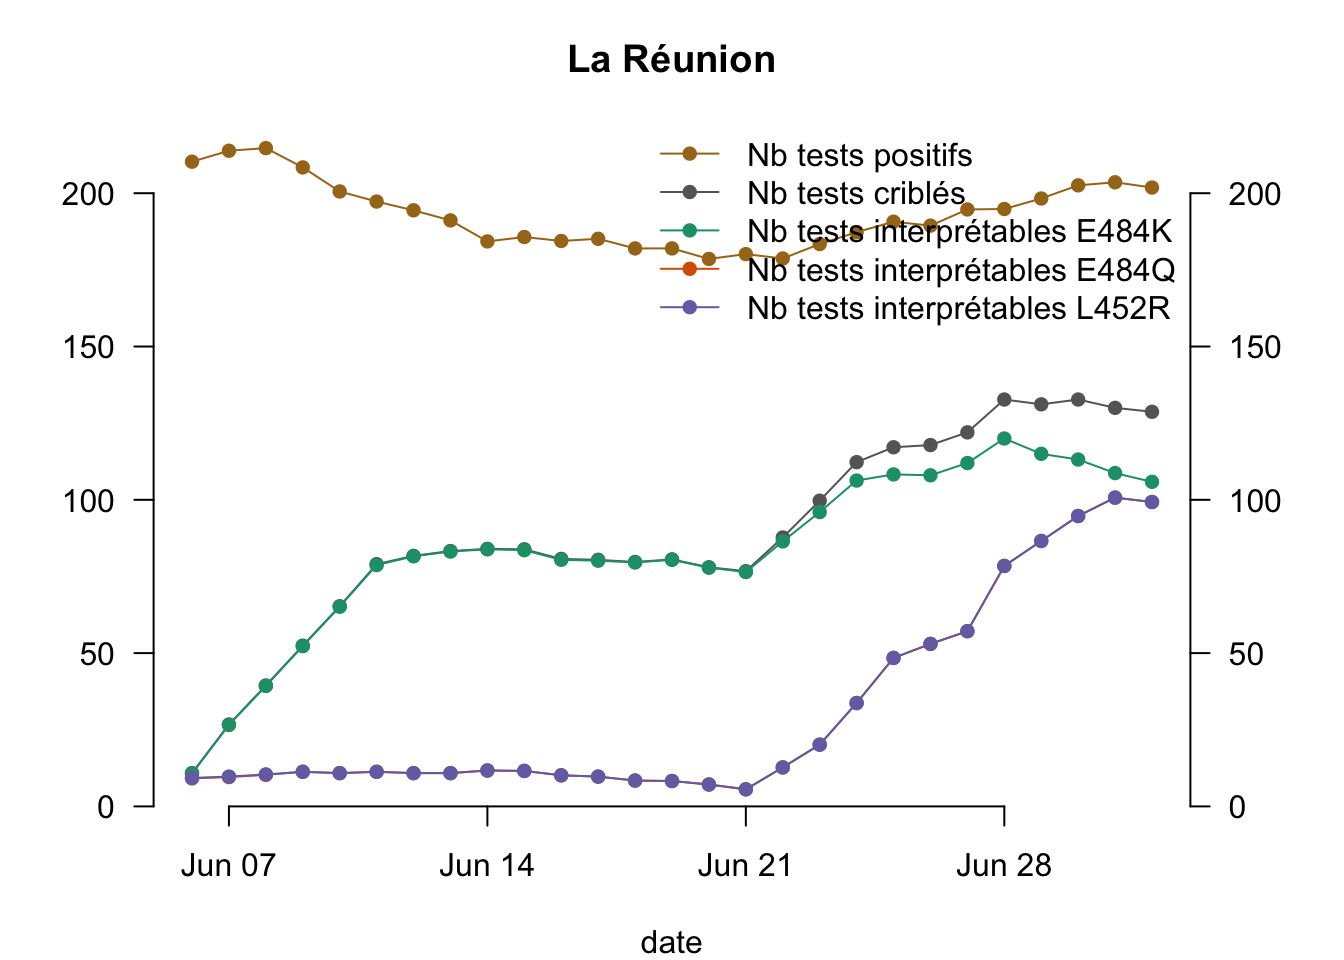 La Réunion
Nb tests positifs
Nb tests criblés
Nb tests interprétables E484K
Nb tests interprétables E484Q
Nb tests interprétables L452R
200
150
100
50
0
200
150
100
50
0
Jun 07 Jun 14 Jun 21 Jun 28
date